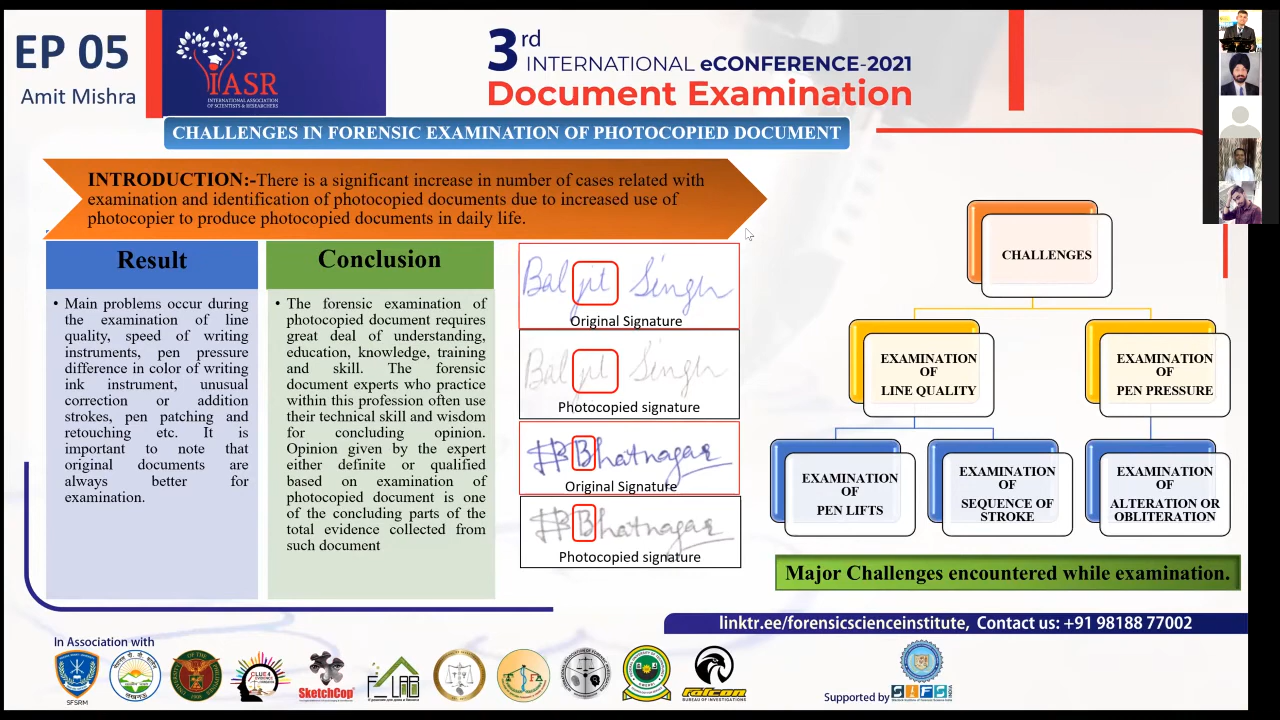 EP 05
Amit Mishra
IASR
INTERNATIONAL ASSOCIATION
OF SCIENTISTS & RESEARCHERS
3rd
INTERNATIONAL eCONFERENCE-2021
Document Examination
CHALLENGES IN FORENSIC EXAMINATION OF PHOTOCOPIED DOCUMENT
INTRODUCTION:-There is a significant increase in number of cases related with
examination and identification of photocopied documents due to increased use of
photocopier to produce photocopied documents in daily life.
Result
• Main problems occur during
the examination of line
quality, speed of writing
instruments, pen pressure
difference in color of writing
ink instrument, unusual
correction or addition
strokes, pen patching and
retouching etc. It is
important to note that
original documents are
always better for
examination.
Conclusion
• The forensic examination of
photocopied document requires
great deal of understanding,
education, knowledge, training
and skill. The forensic
document experts who practice
within this profession often use
their technical skill and wisdom
for concluding opinion.
Opinion given by the expert
either definite or qualified
based on examination of
photocopied document is one
of the concluding parts of the
total evidence collected from
such document
Baljit Singh
Original Signature
Baljit Singh
Photocopied signature
Bhatnagar
Original Signature
Bhatnagar
Photocopied signature
CHALLENGES
EXAMINATION
OF
LINE QUALITY
EXAMINATION
OF
PEN PRESSURE
EXAMINATION
OF
PEN LIFTS
EXAMINATION
OF
SEQUENCE OF
STROKE
EXAMINATION
OF
ALTERATION OR
OBLITERATION
Major Challenges encountered while examination.
linktr.ee/forensicscienceinstitute, Contact us: +91 98188 77002
In Association with
SFSRM
CLUE4
SketchCop
F LAB
falcon
BUREAU OF INVESTIGATIONS
Supported by
SIFS
INDIA